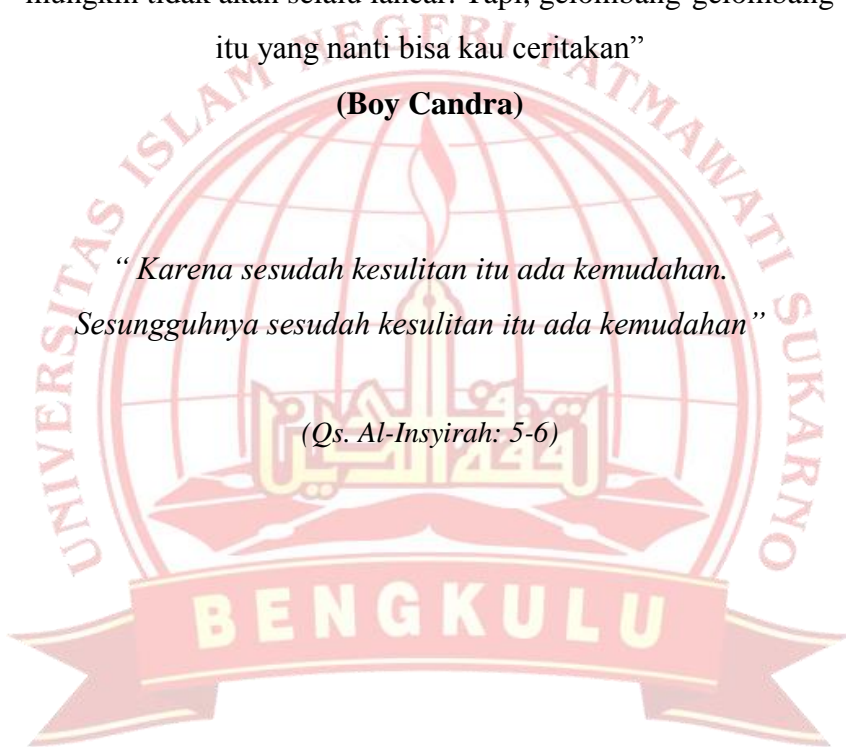 mungkin tidak akan selalu lancar. Tapi, gelombang-gelombang
itu yang nanti bisa kau ceritakan”
(Boy Candra)
“ Karena sesudah kesulitan itu ada kemudahan.
Sesungguhnya sesudah kesulitan itu ada kemudahan”
(Qs. Al-Insyirah: 5-6)
UNIVERSITAS ISLAM NEGERI FATMAWATI SUKARNO
BENGKULU